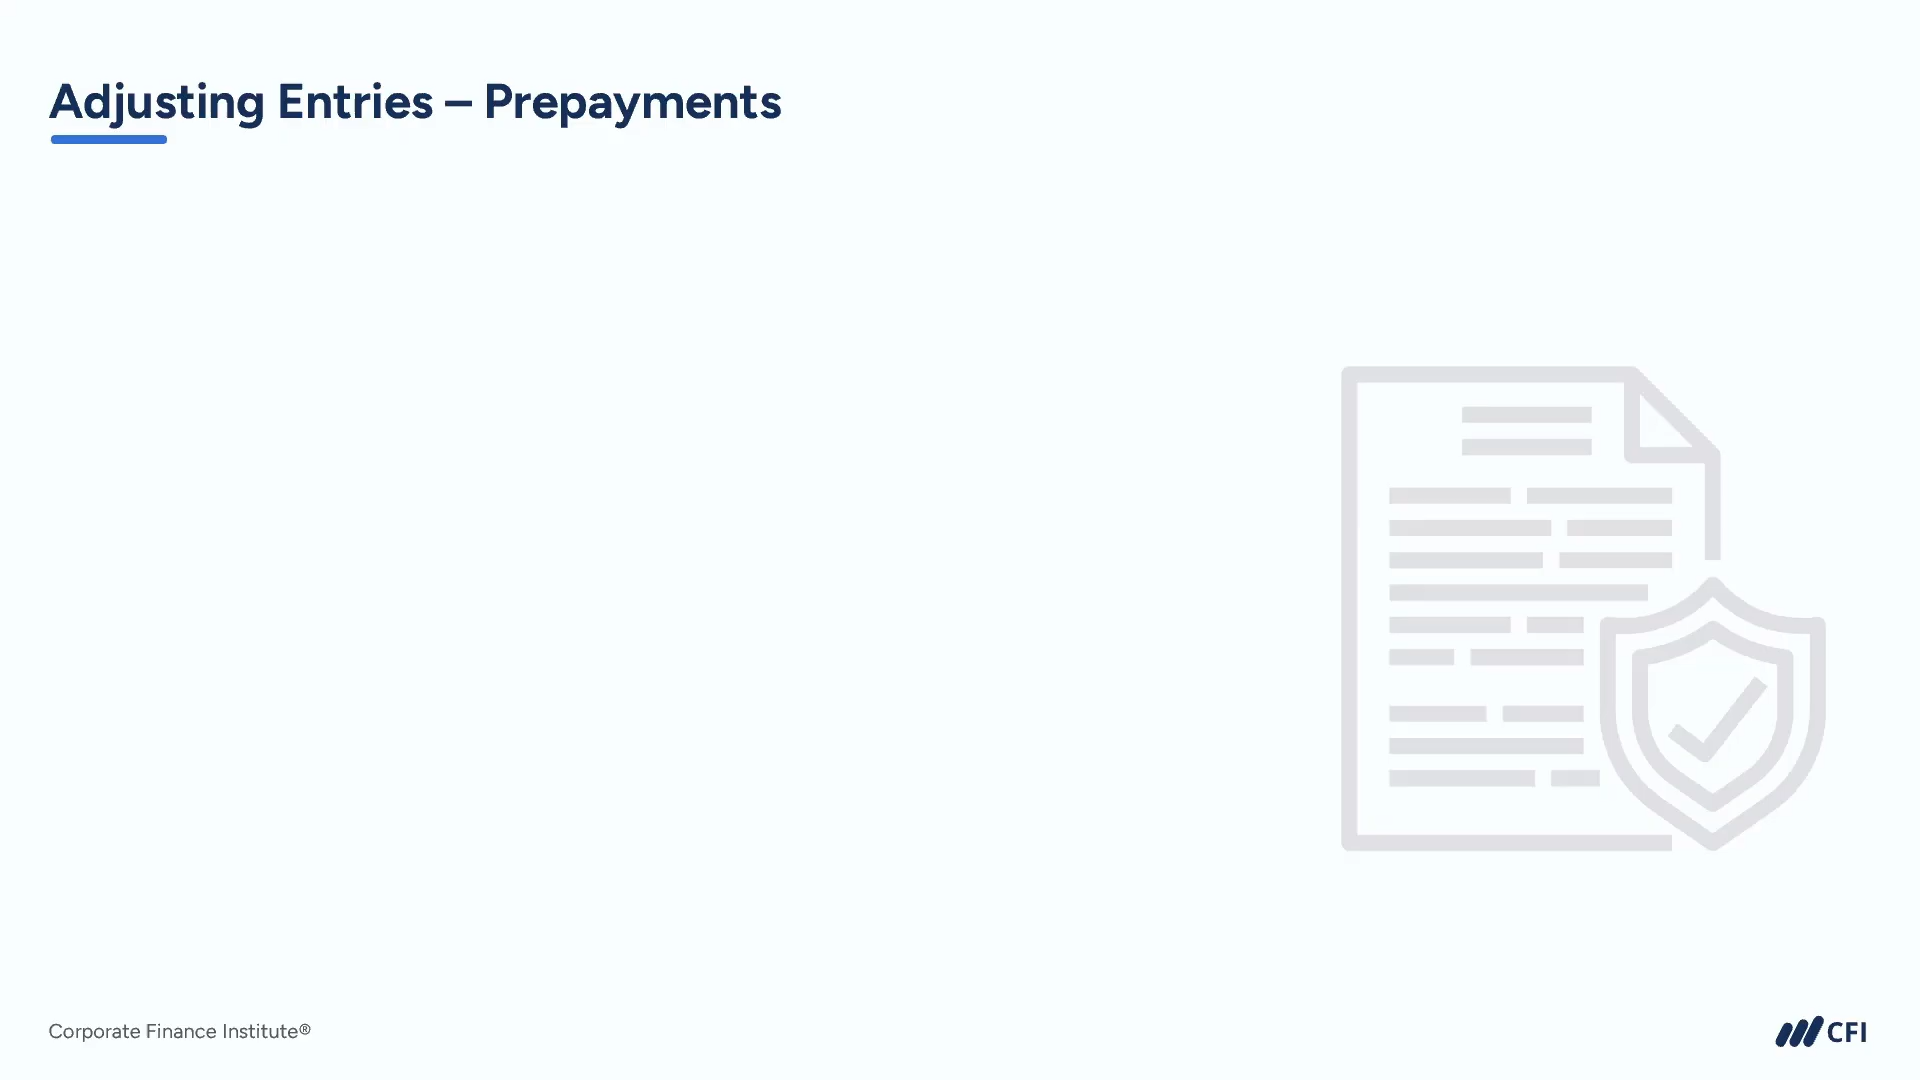 Adjusting Entries – Prepayments
Corporate Finance Institute®
CFI